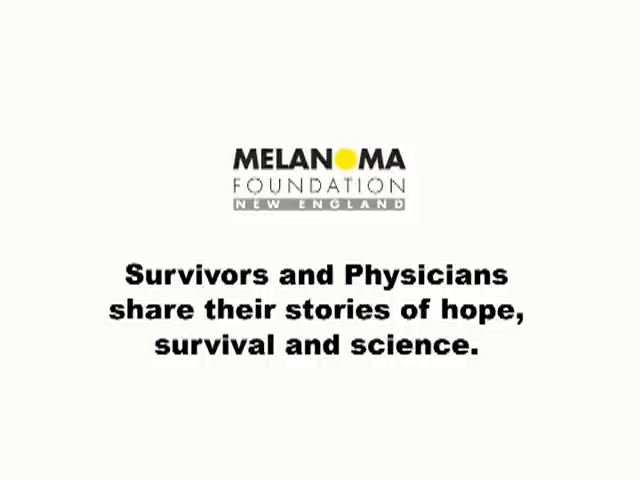 MELANOMA
FOUNDATION
NEW ENGLAND
Survivors and Physicians
share their stories of hope,
survival and science.